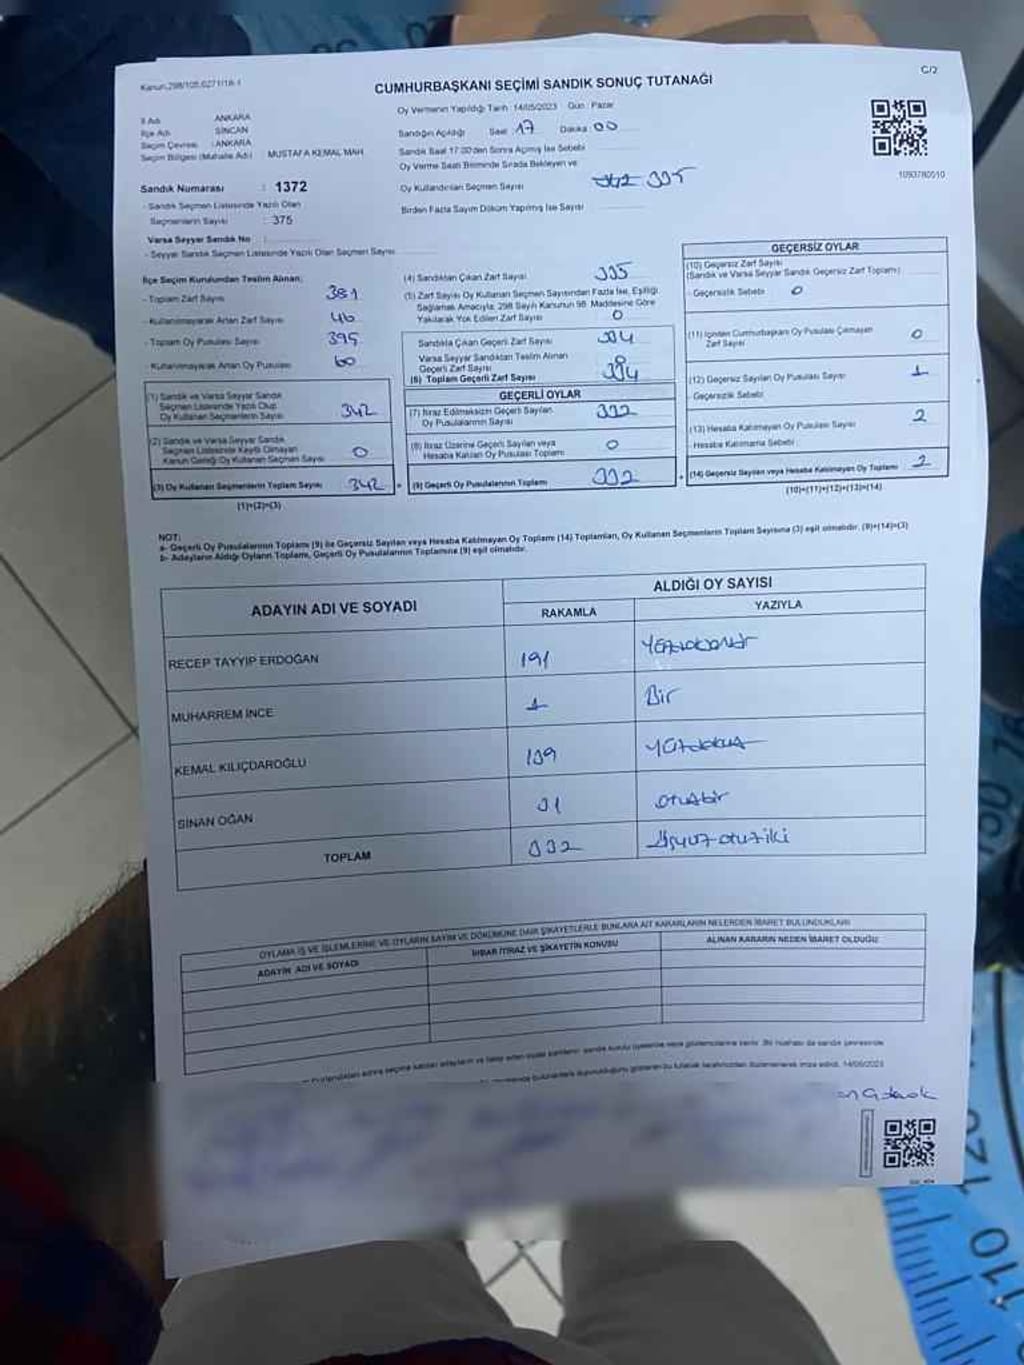 Kanun.298/105.0271/18-1
C/2
CUMHURBAŞKANI SEÇİMİ SANDIK SONUÇ TUTANAĞI
İl Adı : ANKARA
İlçe Adı : SİNCAN
Seçim Çevresi : ANKARA
Seçim Bölgesi (Mahalle Adı) : MUSTAFA KEMAL MAH
Sandık Numarası : 1372
- Sandık Seçmen Listesinde Yazılı Olan
Seçmenlerin Sayısı : 375
Varsa Seyyar Sandık No :
- Seyyar Sandık Seçmen Listesinde Yazılı Olan Seçmen Sayısı
Oy Vermenin Yapıldığı Tarih : 14/05/2023 Gün : Pazar
Sandığın Açıldığı Saat 17 Dakika 00
Sandık Saat 17.00'den Sonra Açılmış İse Sebebi
Oy Verme Saati Bitiminde Sırada Bekleyen ve
Oy Kullandırılan Seçmen Sayısı 342 335
Birden Fazla Sayım Döküm Yapılmış İse Sayısı
1093780510
İlçe Seçim Kurulundan Teslim Alınan;
- Toplam Zarf Sayısı 381
- Kullanılmayarak Artan Zarf Sayısı 46
- Toplam Oy Pusulası Sayısı 395
- Kullanılmayarak Artan Oy Pusulası 60
(1) Sandık ve Varsa Seyyar Sandık
Seçmen Listesinde Yazılı Olup
Oy Kullanan Seçmenlerin Sayısı 342
(2) Sandık ve Varsa Seyyar Sandık
Seçmen Listesinde Kayıtlı Olmayan
Kanun Gereği Oy Kullanan Seçmen Sayısı 0
(3) Oy Kullanan Seçmenlerin Toplam Sayısı 342
(1)+(2)=(3)
(4) Sandıktan Çıkan Zarf Sayısı 335
(5) Zarf Sayısı Oy Kullanan Seçmen Sayısından Fazla İse, Eşitliği
Sağlamak Amacıyla, 298 Sayılı Kanunun 98. Maddesine Göre
Yakılarak Yok Edilen Zarf Sayısı 0
Sandıkta Çıkan Geçerli Zarf Sayısı 334
Varsa Seyyar Sandıktan Teslim Alınan
Geçerli Zarf Sayısı 0
(6) Toplam Geçerli Zarf Sayısı 334
GEÇERLİ OYLAR
(7) İtiraz Edilmeksizin Geçerli Sayılan
Oy Pusulalarının Sayısı 332
(8) İtiraz Üzerine Geçerli Sayılan veya
Hesaba Katılan Oy Pusulası Toplamı 0
(9) Geçerli Oy Pusulalarının Toplamı 332
GEÇERSİZ OYLAR
(10) Geçersiz Zarf Sayısı
(Sandık ve Varsa Seyyar Sandık Geçersiz Zarf Toplamı)
- Geçersizlik Sebebi 0
(11) İçinden Cumhurbaşkanı Oy Pusulası Çıkmayan
Zarf Sayısı 0
(12) Geçersiz Sayılan Oy Pusulası Sayısı 1
- Geçersizlik Sebebi
(13) Hesaba Katılmayan Oy Pusulası Sayısı 2
- Hesaba Katılmama Sebebi
(14) Geçersiz Sayılan veya Hesaba Katılmayan Oy Toplamı 2
(10)+(11)+(12)+(13)=(14)
NOT:
a- Geçerli Oy Pusulalarının Toplamı (9) ile Geçersiz Sayılan veya Hesaba Katılmayan Oy Toplamı (14) Toplamları, Oy Kullanan Seçmenlerin Toplam Sayısına (3) eşit olmalıdır. (9)+(14)=(3)
b- Adayların Aldığı Oyların Toplamı, Geçerli Oy Pusulalarının Toplamına (9) eşit olmalıdır.
ADAYIN ADI VE SOYADI
ALDIĞI OY SAYISI
RAKAMLA YAZIYLA
RECEP TAYYİP ERDOĞAN 191
MUHARREM İNCE 1 Bir
KEMAL KILIÇDAROĞLU 109 yüzdokuz
SİNAN OĞAN 31 otuzbir
TOPLAM 332 üçyüzotuziki
OYLAMA İŞ VE İŞLEMLERİNE VE OYLARIN SAYIM VE DÖKÜMÜNE DAİR ŞİKAYETLERLE BUNLARA AİT KARARLARIN NELERDEN İBARET BULUNDUKLARI
ADAYIN ADI VE SOYADI
İHBAR İTİRAZ VE ŞİKAYETİN KONUSU
ALINAN KARARIN NEDEN İBARET OLDUĞU